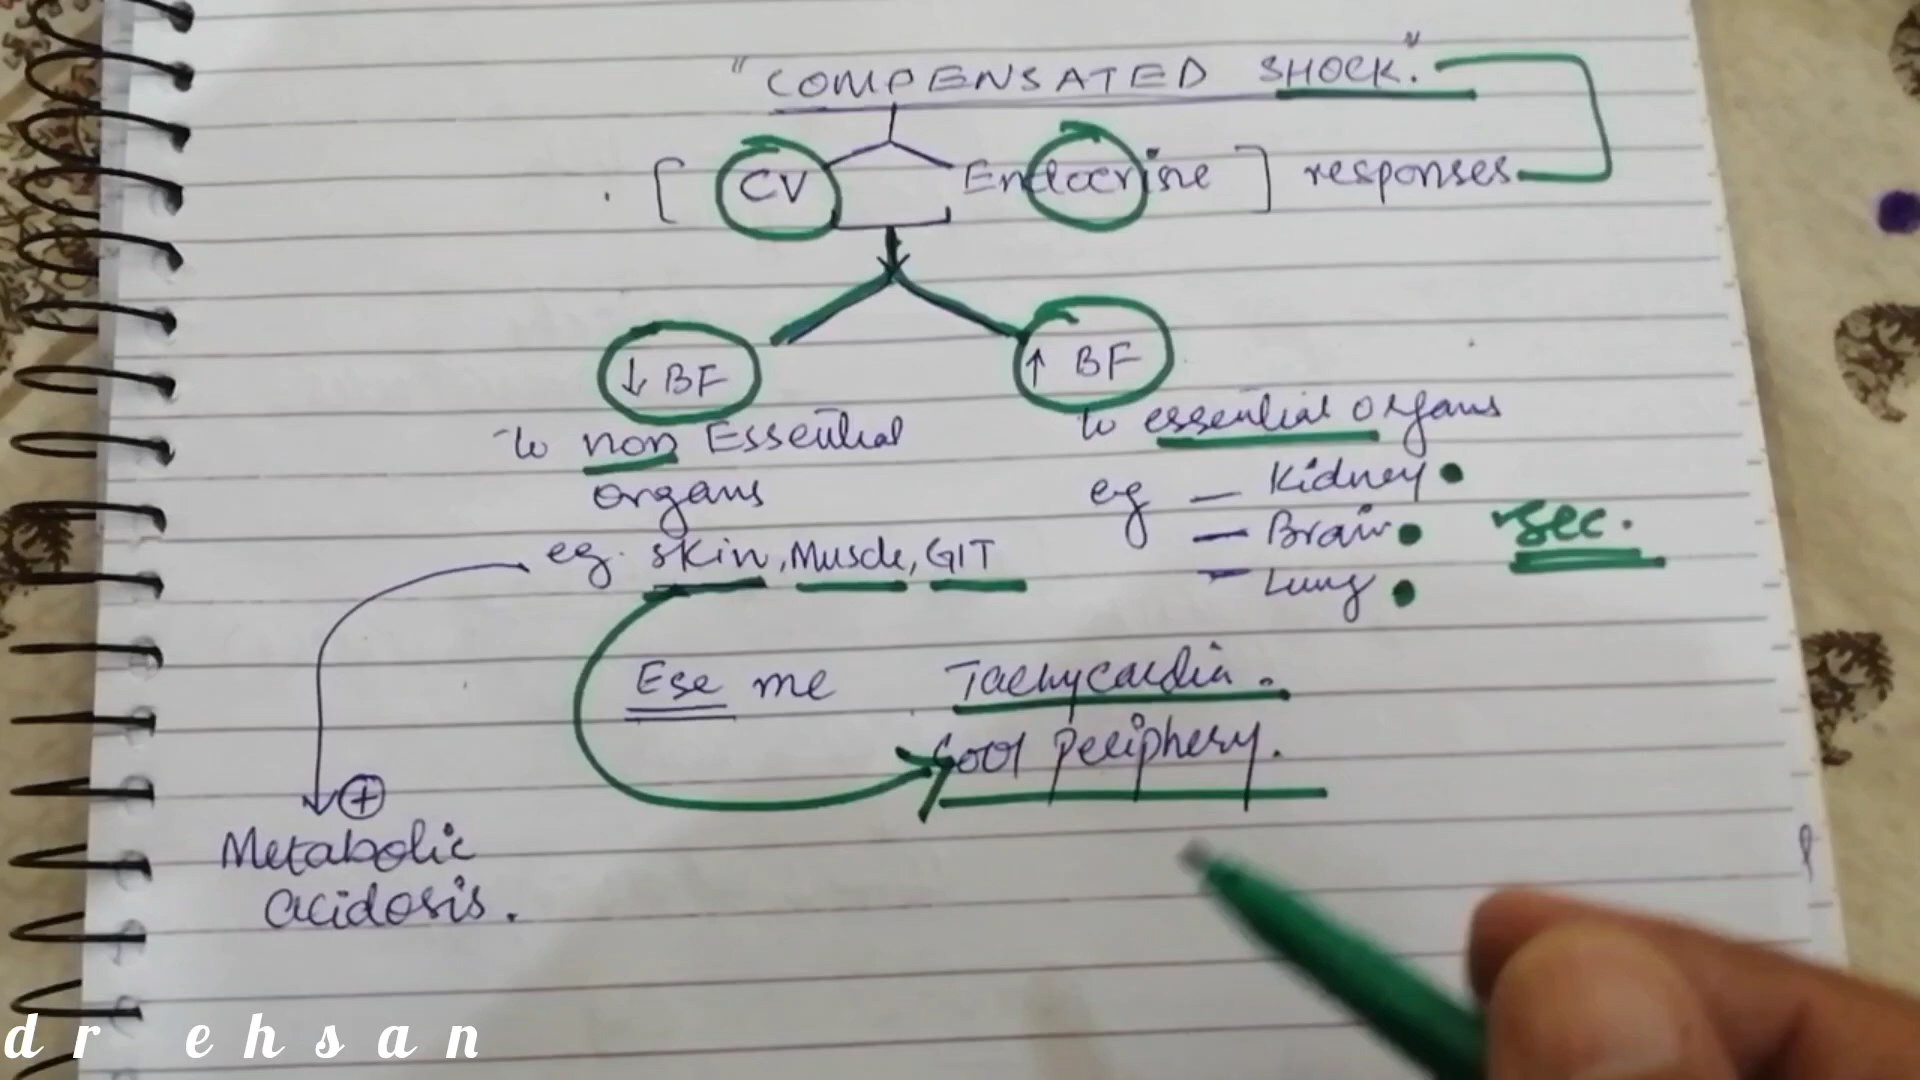 "COMPENSATED SHOCK."
[ CV Endocrine ] responses
↓ BF ↑ BF
to non Essential to essential organs
organs eg — Kidney
— Brain sec.
eg. skin, Muscle, GIT — Lung
Ese me Tachycardia.
Cool periphery.
+
Metabolic
acidosis.
dr ehsan